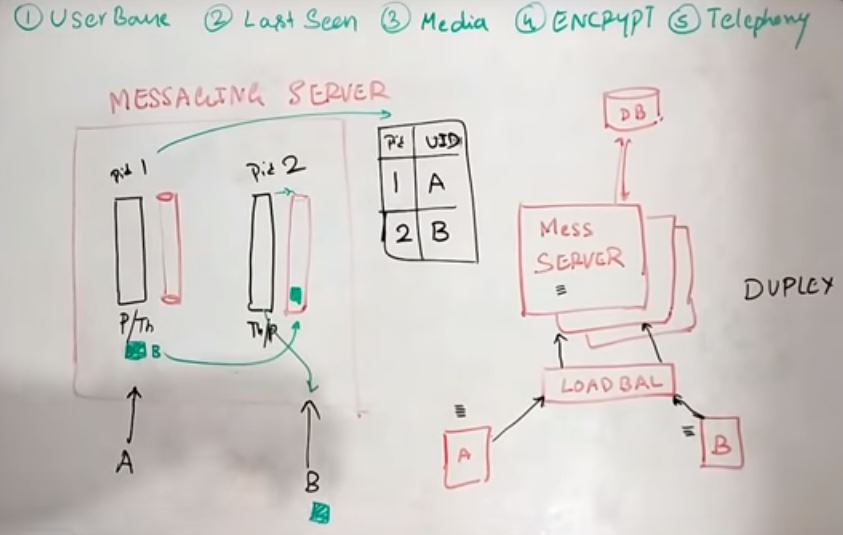 ① User Base ② Last Seen ③ Media ④ ENCRYPT ⑤ Telephony
MESSAGING SERVER
Pid 1
Pid 2
P/Th
Th/P
B
A
B
Pid UID
1 A
2 B
DB
Mess
SERVER
DUPLEX
LOAD BAL
A
B